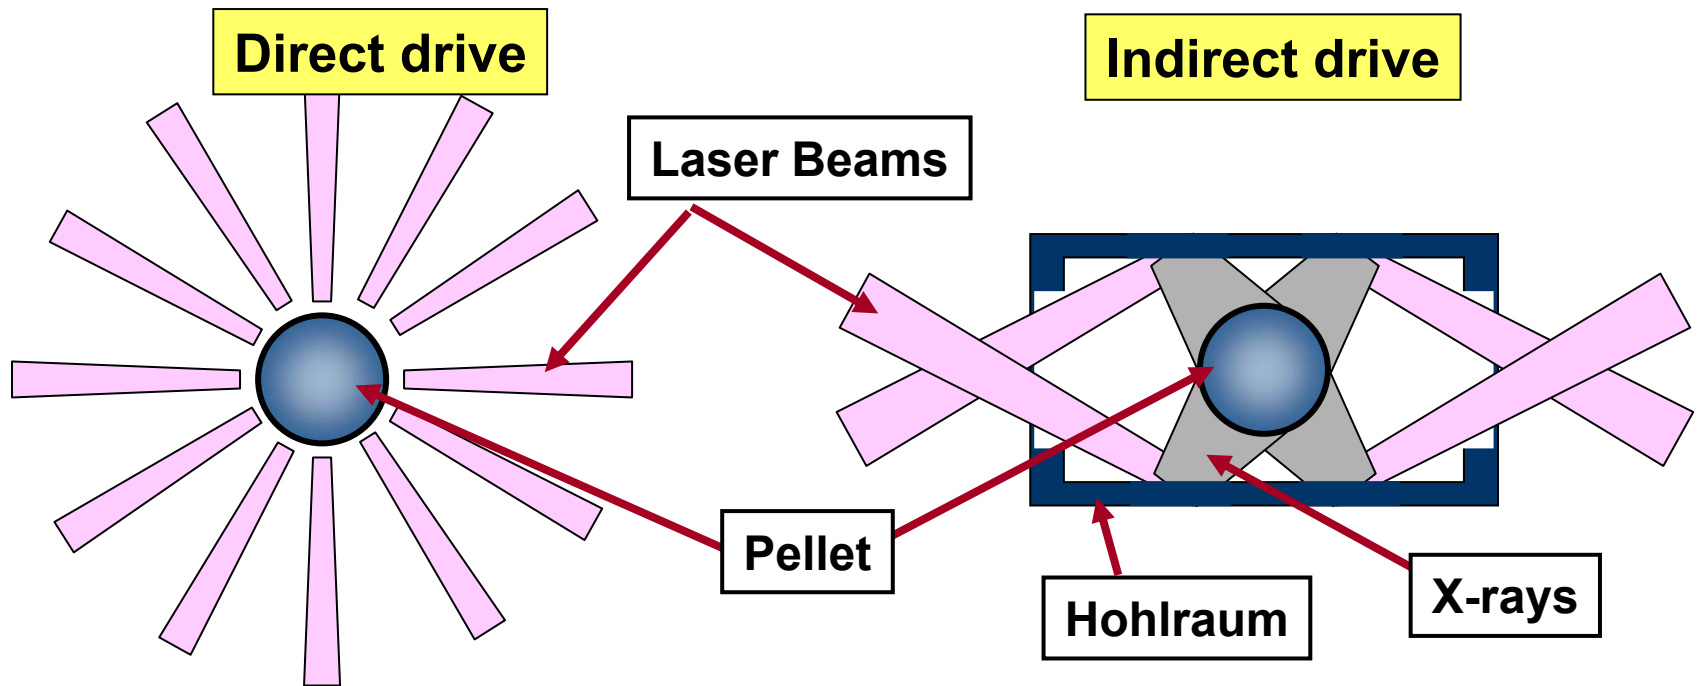 Direct drive
Indirect drive
Laser Beams
Pellet
Hohlraum
X-rays